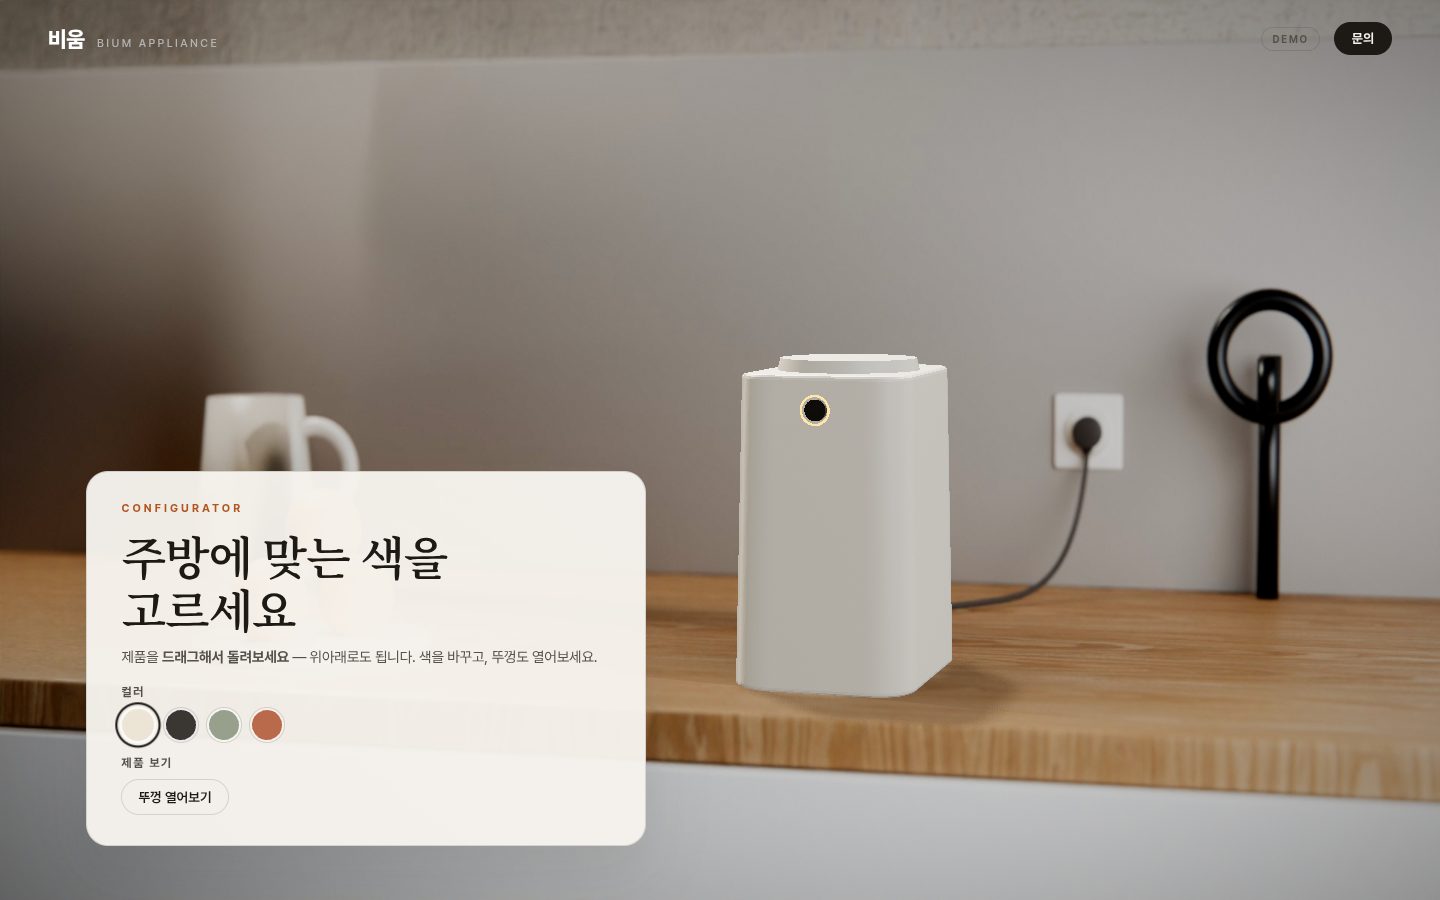 비움 BIUM APPLIANCE
DEMO
문의
CONFIGURATOR
주방에 맞는 색을
고르세요
제품을 드래그해서 돌려보세요 — 위아래로도 됩니다. 색을 바꾸고, 뚜껑도 열어보세요.
컬러
제품 보기
뚜껑 열어보기